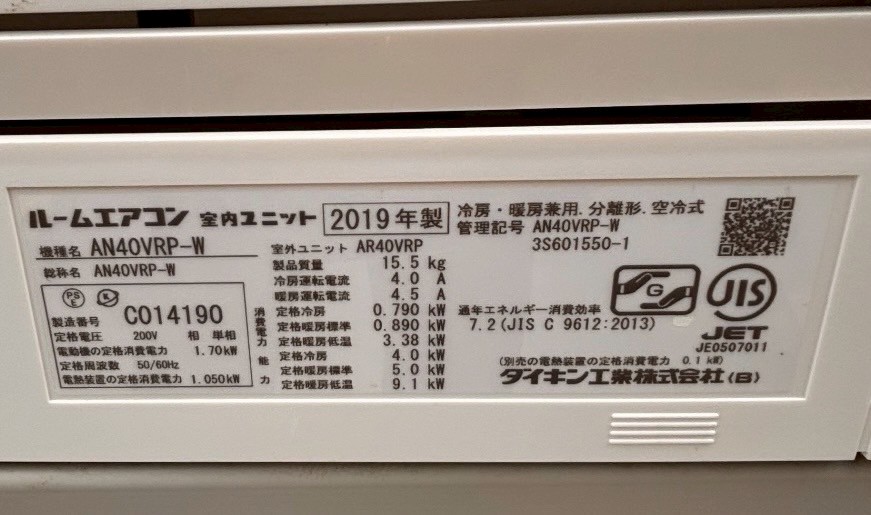 ルームエアコン 室内ユニット 2019年製
機種名 AN40VRP-W
総称名 AN40VRP-W
PS
E
製造番号 C014190
定格電圧 200V 相 単相
電動機の定格消費電力 1.70kW
定格周波数 50/60Hz
電熱装置の定格消費電力 1.050kW
室外ユニット AR40VRP
製品質量 15.5 kg
冷房運転電流 4.0 A
暖房運転電流 4.5 A
消費電力
定格冷房 0.790 kW
定格暖房標準 0.890 kW
定格暖房低温 3.38 kW
能力
定格冷房 4.0 kW
定格暖房標準 5.0 kW
定格暖房低温 9.1 kW
冷房・暖房兼用.分離形.空冷式
管理記号 AN40VRP-W
3S601550-1
G
JIS
通年エネルギー消費効率
7.2(JIS C 9612:2013)
JET
JE0507011
(別売の電熱装置の定格消費電力 0.1 kW)
ダイキン工業株式会社(B)